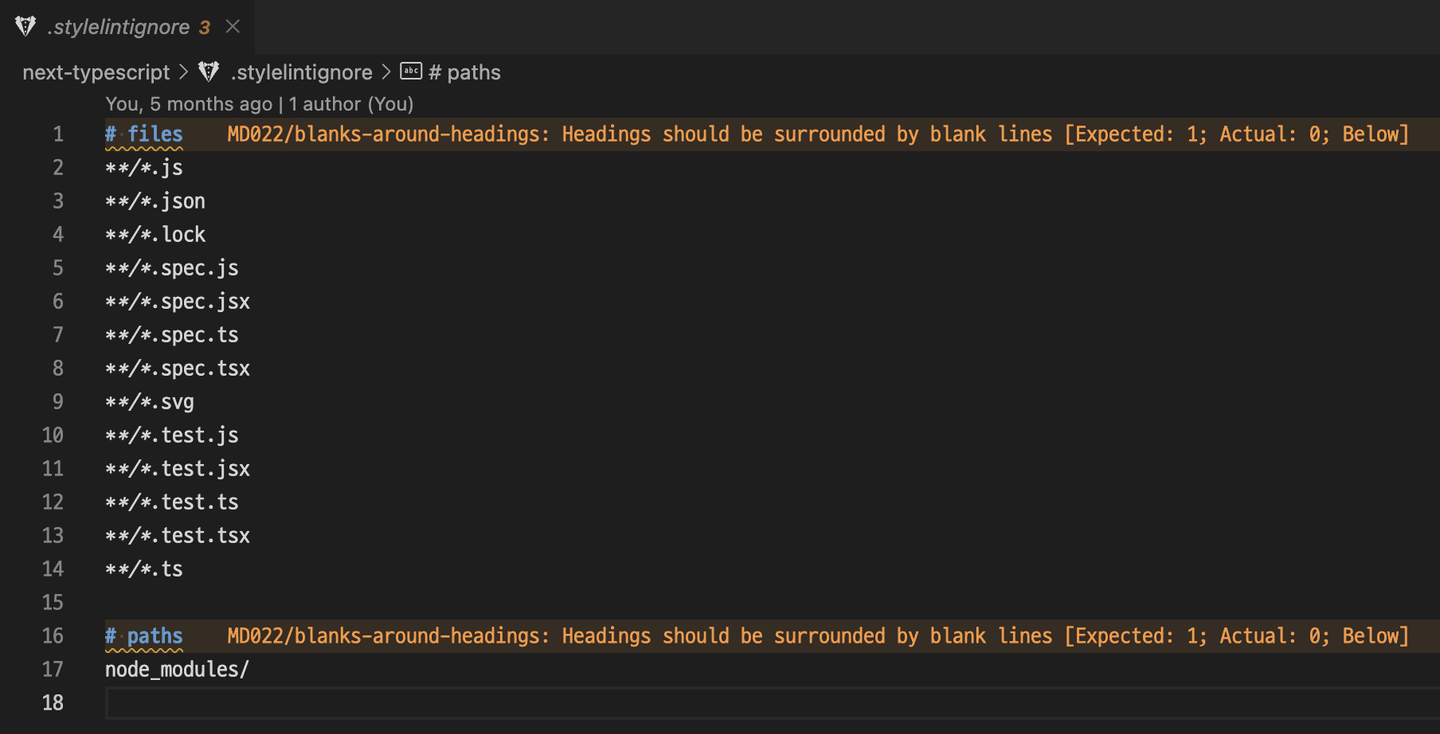 .stylelintignore 3
next-typescript > .stylelintignore > abc # paths
You, 5 months ago | 1 author (You)
1 # files MD022/blanks-around-headings: Headings should be surrounded by blank lines [Expected: 1; Actual: 0; Below]
2 **/*.js
3 **/*.json
4 **/*.lock
5 **/*.spec.js
6 **/*.spec.jsx
7 **/*.spec.ts
8 **/*.spec.tsx
9 **/*.svg
10 **/*.test.js
11 **/*.test.jsx
12 **/*.test.ts
13 **/*.test.tsx
14 **/*.ts
15
16 # paths MD022/blanks-around-headings: Headings should be surrounded by blank lines [Expected: 1; Actual: 0; Below]
17 node_modules/
18